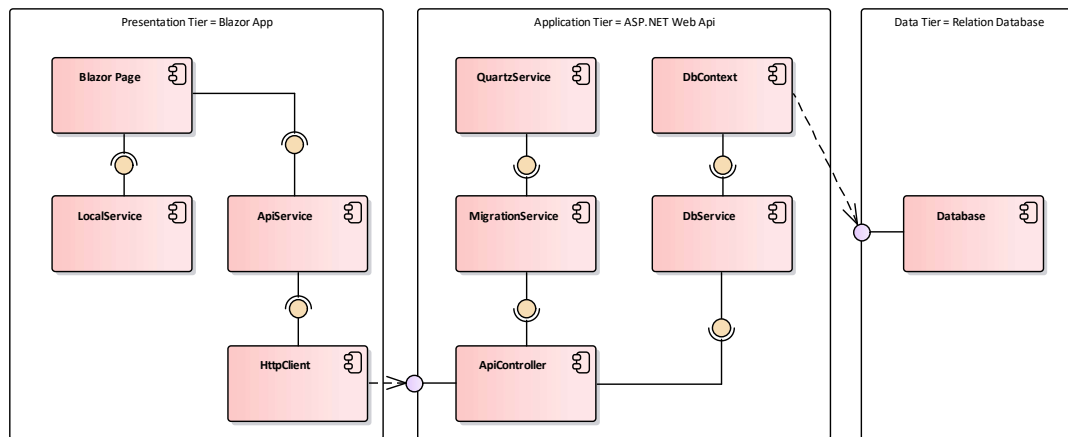 Presentation Tier = Blazor App
Application Tier = ASP.NET Web Api
Data Tier = Relation Database
Blazor Page
QuartzService
DbContext
LocalService
ApiService
MigrationService
DbService
Database
HttpClient
ApiController